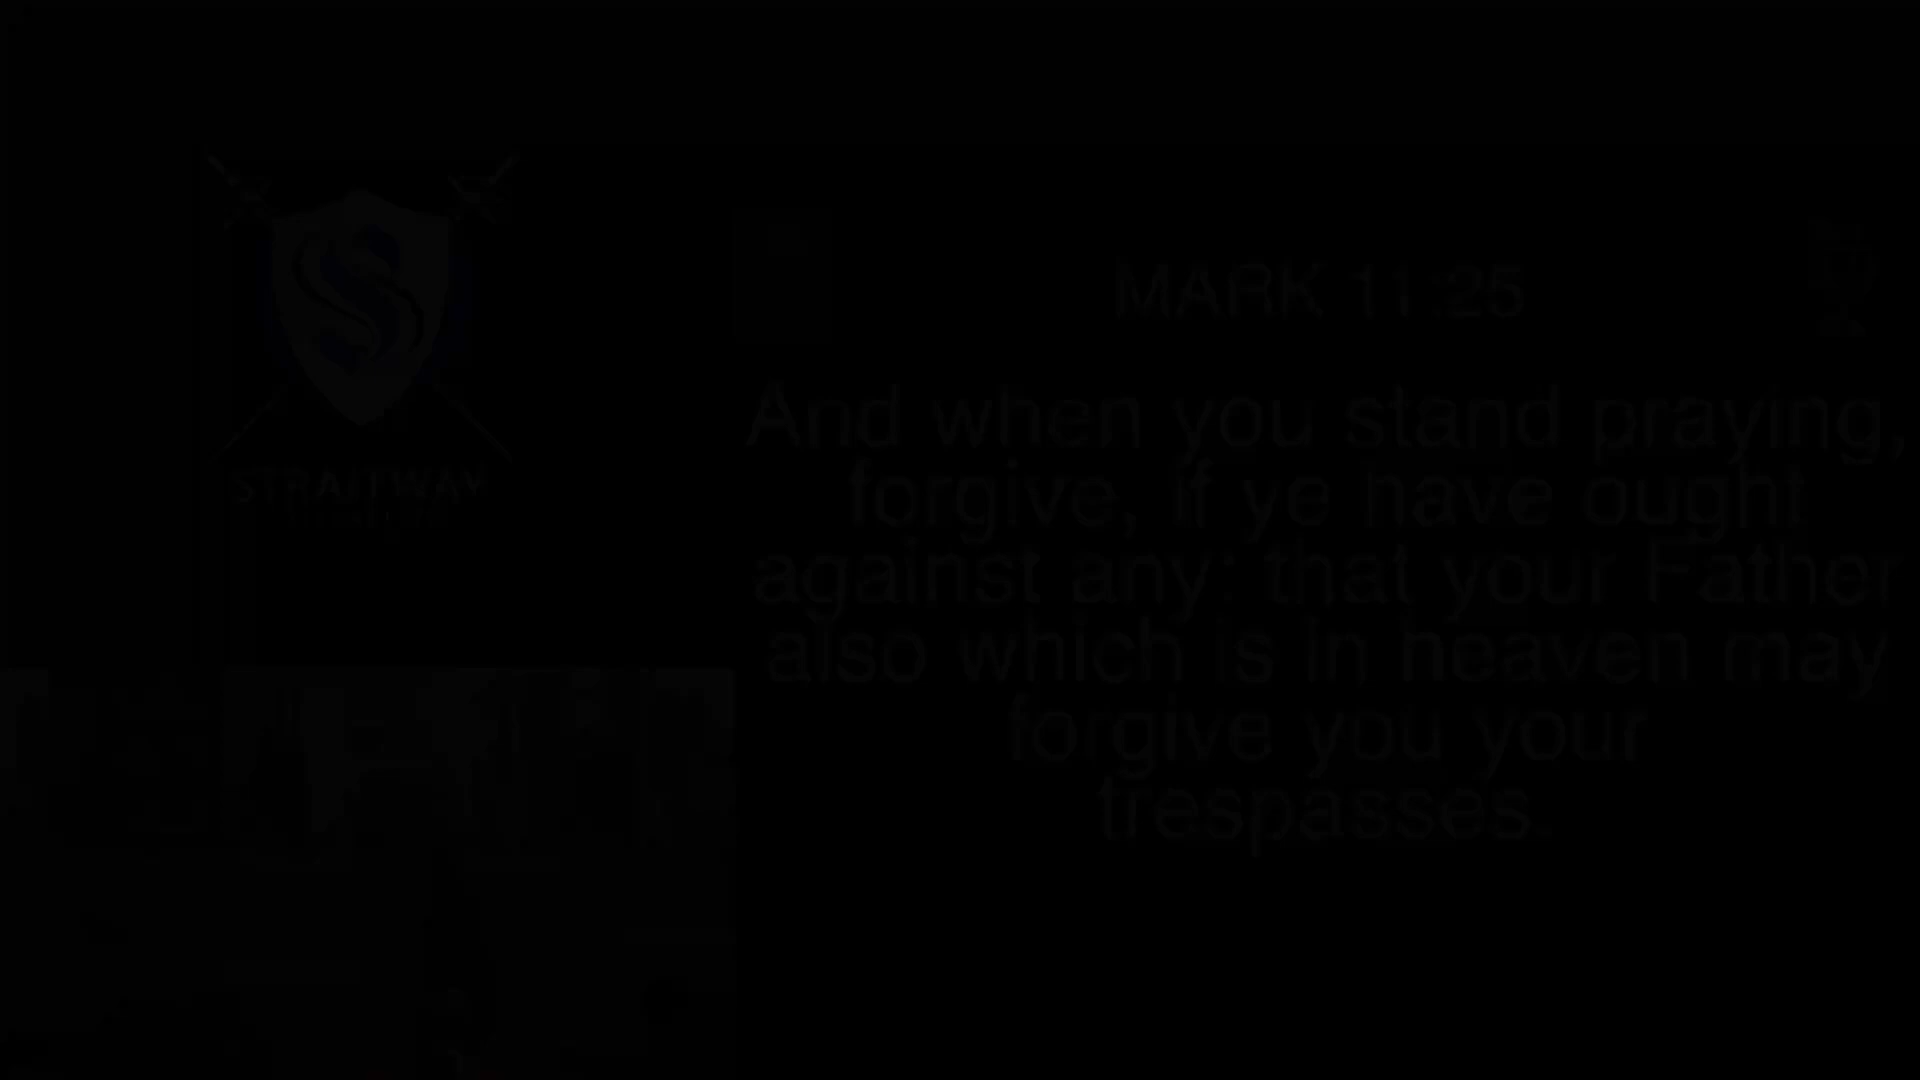 STRAITWAY
MARK 11:25
And when you stand praying,
forgive, if ye have ought
against any: that your Father
also which is in heaven may
forgive you your
trespasses.